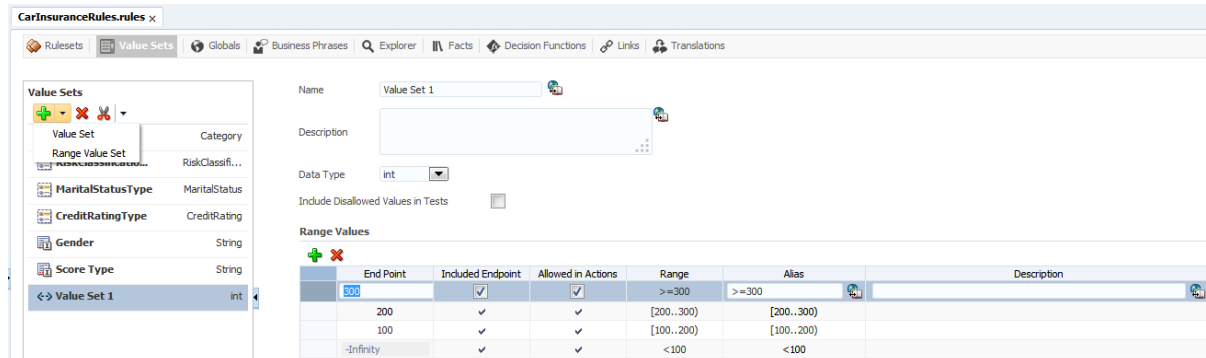 CarInsuranceRules.rules ×
Rulesets Value Sets Globals Business Phrases Explorer Facts Decision Functions Links Translations
Value Sets
Value Set
Range Value Set
Category
RiskClassifi...
MaritalStatusType MaritalStatus
CreditRatingType CreditRating
Gender String
Score Type String
Value Set 1 int
Name Value Set 1
Description
Data Type int
Include Disallowed Values in Tests
Range Values
End Point Included Endpoint Allowed in Actions Range Alias Description
300 >=300 >=300
200 [200..300) [200..300)
100 [100..200) [100..200)
-Infinity <100 <100